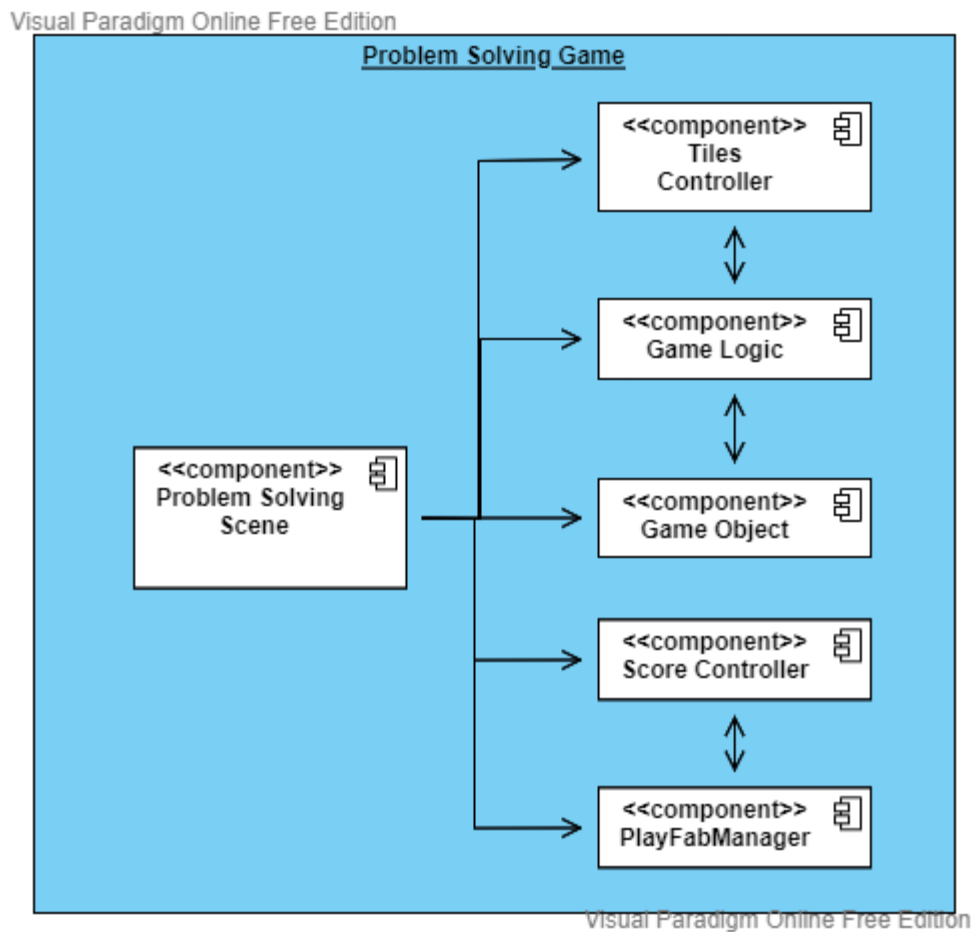 Visual Paradigm Online Free Edition
Problem Solving Game
<<component>>
Tiles
Controller
<<component>>
Game Logic
<<component>>
Problem Solving
Scene
<<component>>
Game Object
<<component>>
Score Controller
<<component>>
PlayFabManager
Visual Paradigm Online Free Edition